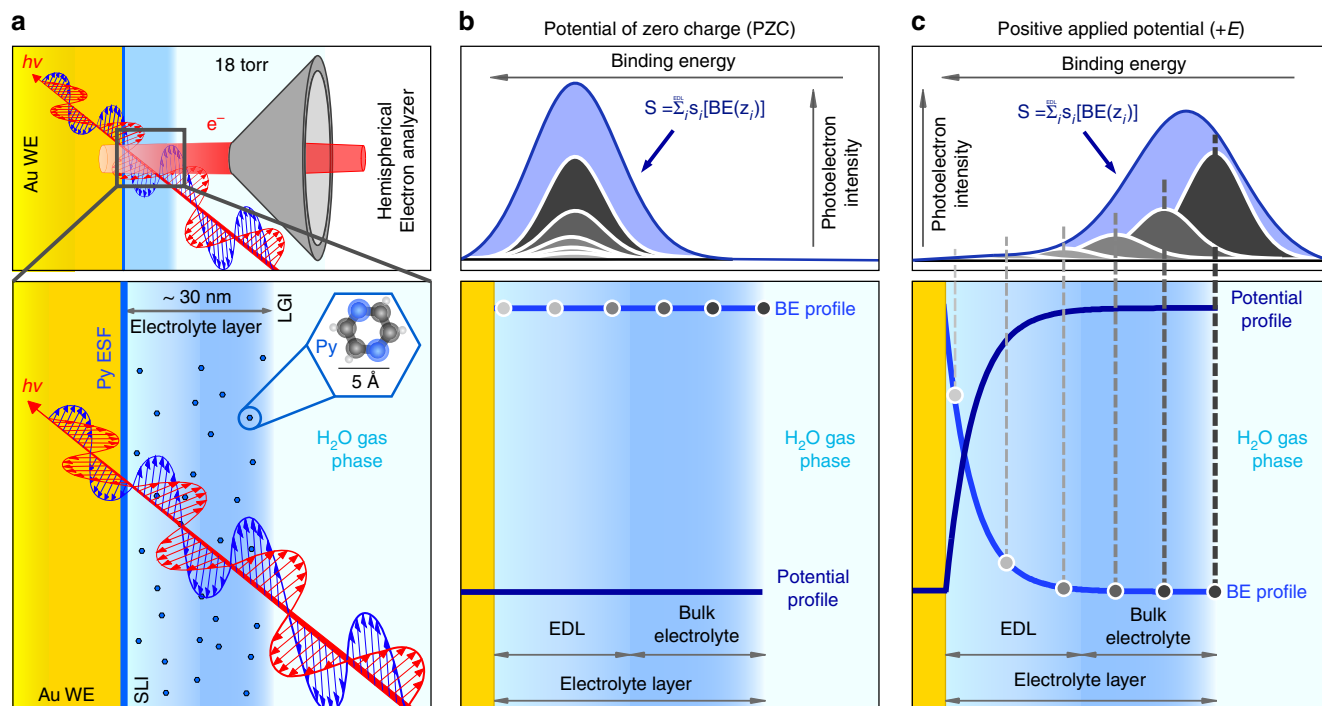 a
hv
18 torr
e⁻
Au WE
Hemispherical
Electron analyzer
~ 30 nm
Electrolyte layer
LGI
Py
5 Å
Py ESF
hv
H₂O gas
phase
Au WE
SLI
b
Potential of zero charge (PZC)
Binding energy
S = Σᵢ^EDL sᵢ[BE(zᵢ)]
Photoelectron
intensity
BE profile
H₂O gas
phase
Potential
profile
EDL
Bulk
electrolyte
Electrolyte layer
c
Positive applied potential (+E)
Binding energy
S = Σᵢ^EDL sᵢ[BE(zᵢ)]
Photoelectron
intensity
Potential
profile
H₂O gas
phase
BE profile
EDL
Bulk
electrolyte
Electrolyte layer